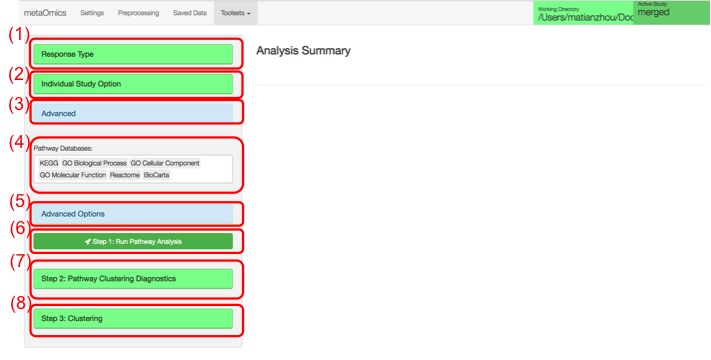 metaOmics Settings Preprocessing Saved Data Toolsets
Working Directory
/Users/matianzhou/Doc
Active Study
merged
(1)
Response Type
Analysis Summary
(2)
Individual Study Option
(3)
Advanced
(4)
Pathway Databases:
KEGG GO Biological Process GO Cellular Component
GO Molecular Function Reactome BioCarta
(5)
Advanced Options
(6)
Step 1: Run Pathway Analysis
(7)
Step 2: Pathway Clustering Diagnostics
(8)
Step 3: Clustering